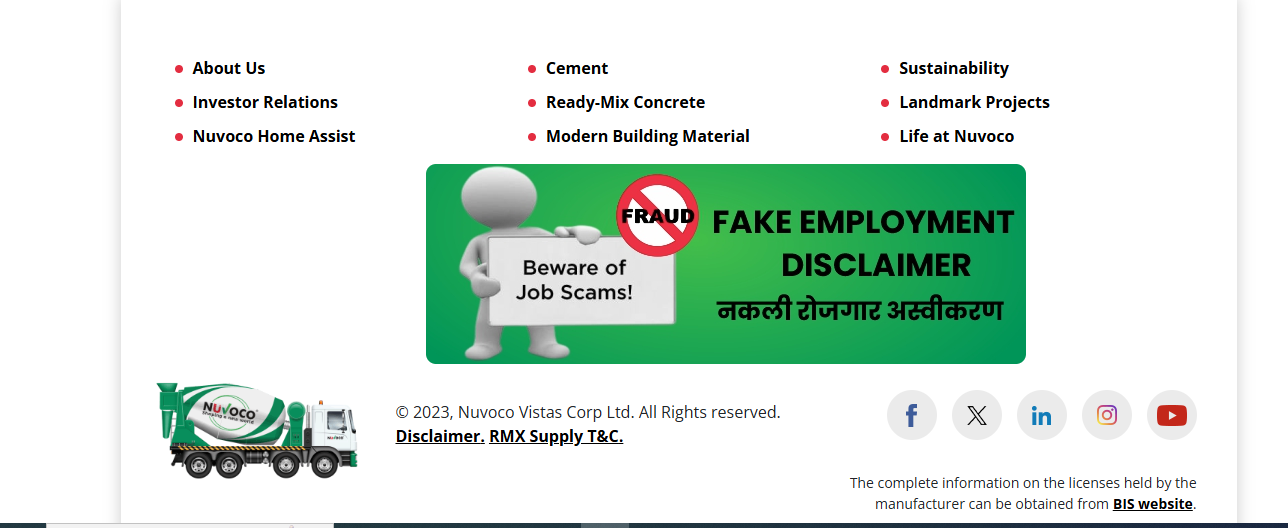 About Us
Investor Relations
Nuvoco Home Assist
Cement
Ready-Mix Concrete
Modern Building Material
Sustainability
Landmark Projects
Life at Nuvoco
FRAUD
Beware of
Job Scams!
FAKE EMPLOYMENT
DISCLAIMER
नकली रोजगार अस्वीकरण
NUVOCO
Shaping a new world
© 2023, Nuvoco Vistas Corp Ltd. All Rights reserved.
Disclaimer. RMX Supply T&C.
The complete information on the licenses held by the
manufacturer can be obtained from BIS website.